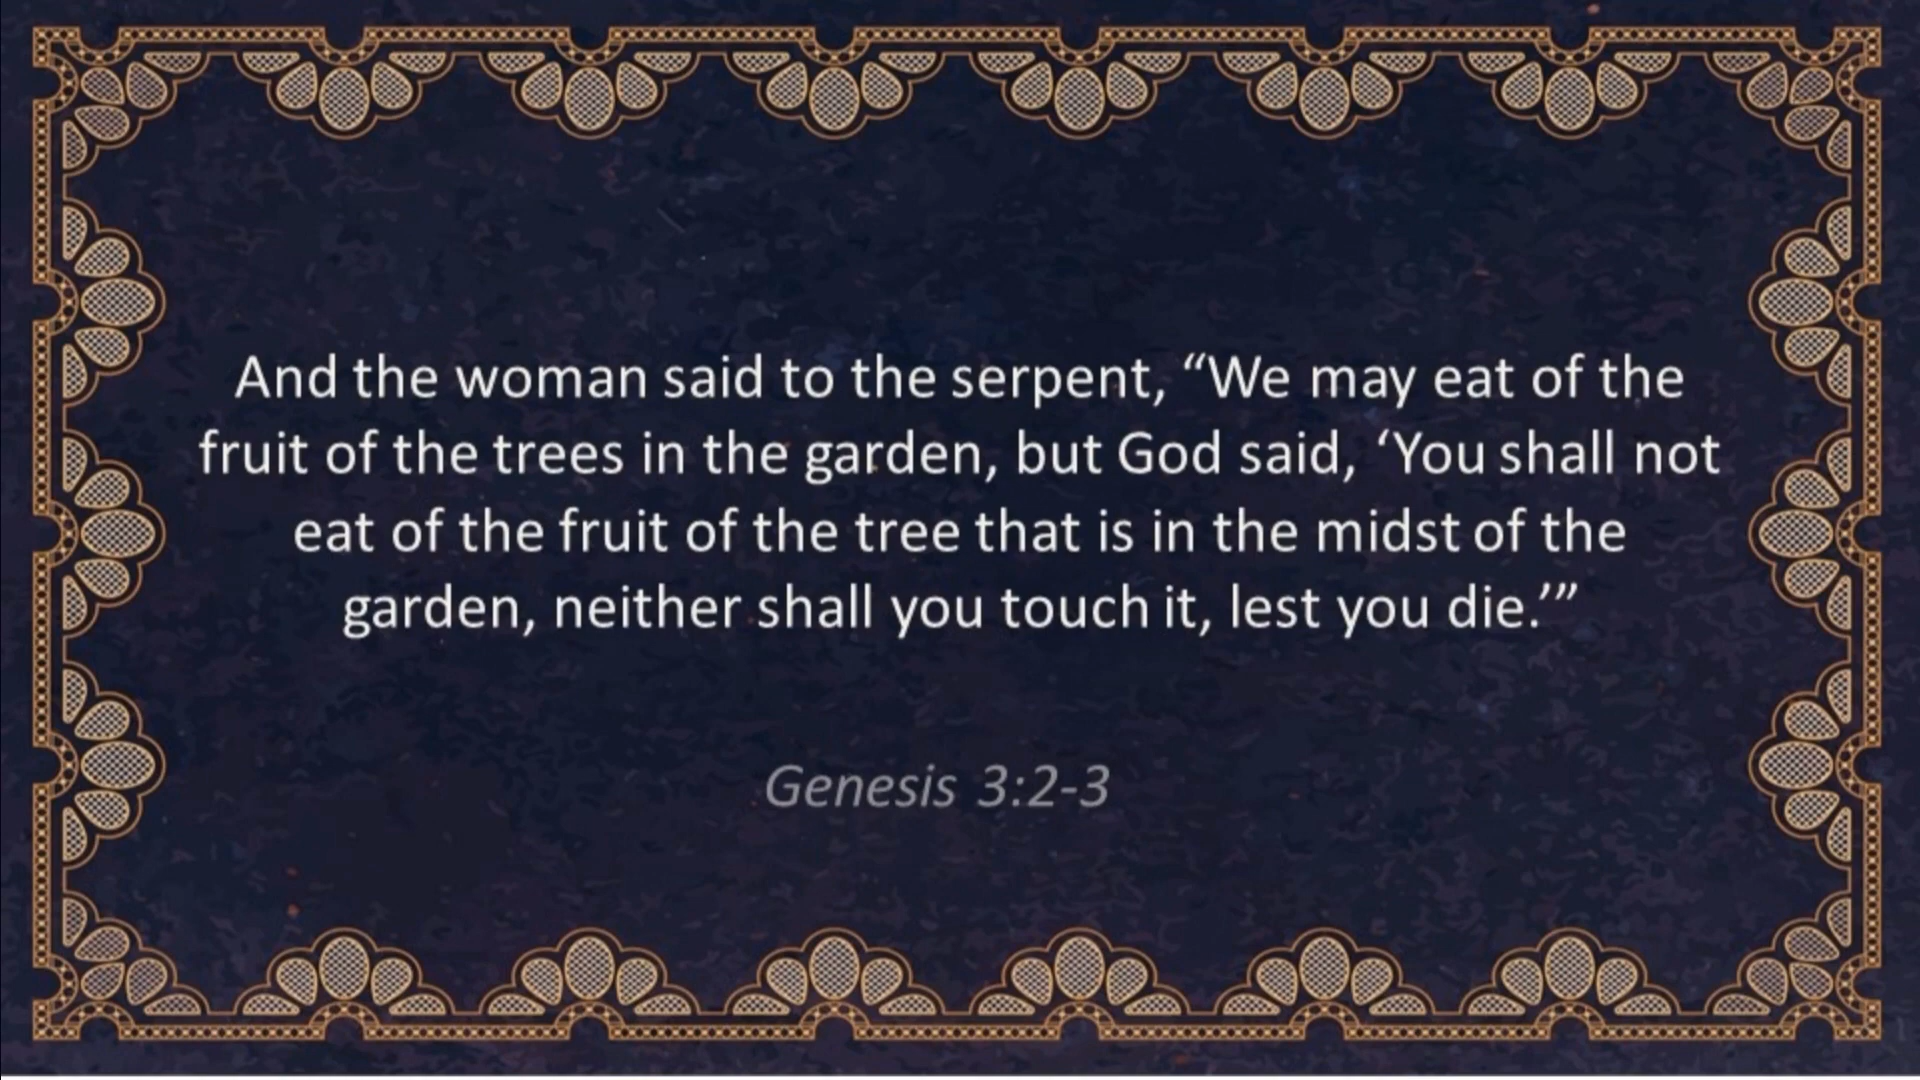 And the woman said to the serpent, “We may eat of the
fruit of the trees in the garden, but God said, ‘You shall not
eat of the fruit of the tree that is in the midst of the
garden, neither shall you touch it, lest you die.’”
Genesis 3:2-3